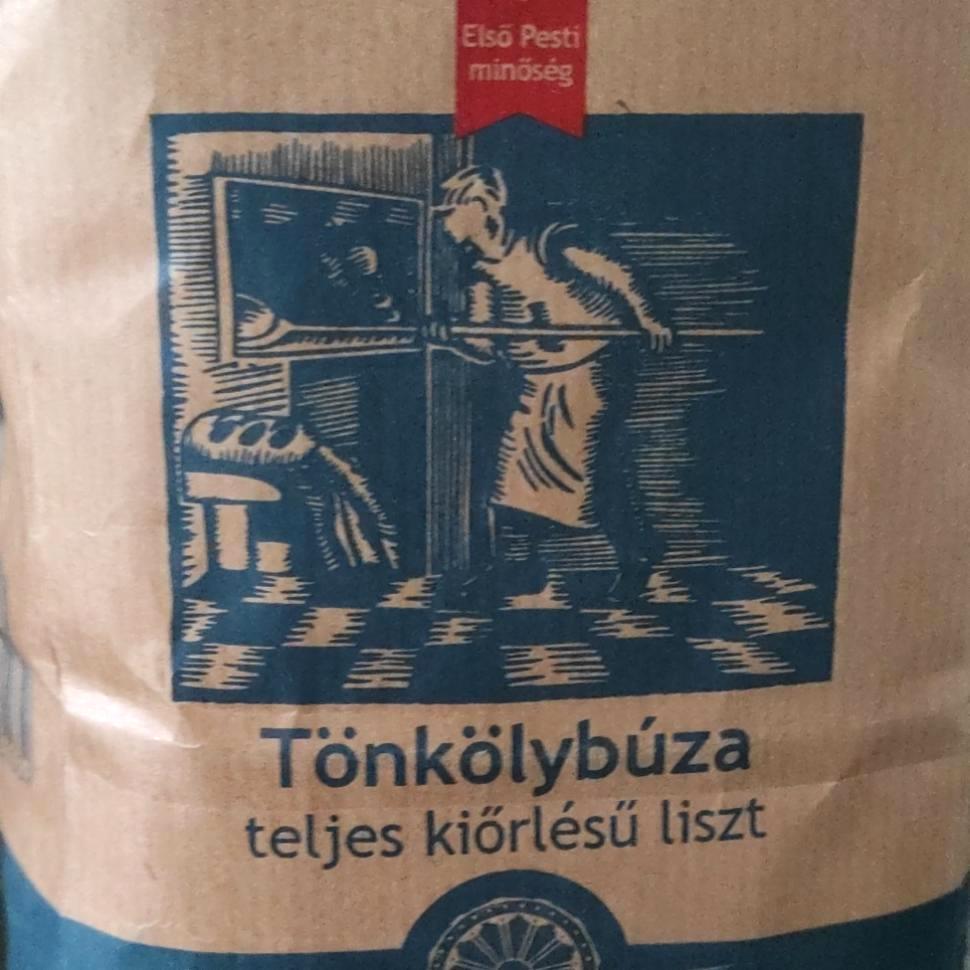 Első Pesti
minőség
Tönkölybúza
teljes kiőrlésű liszt